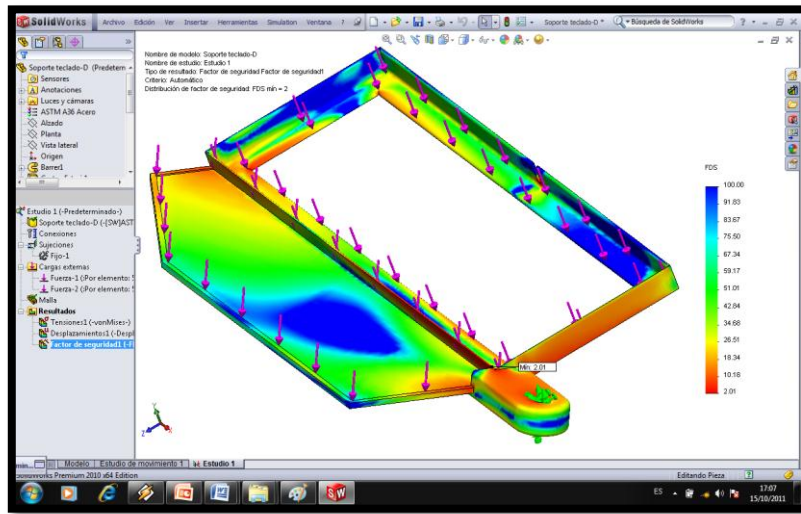 SolidWorks Archivo Edición Ver Insertar Herramientas Simulation Ventana ? Soporte teclado-D * Búsqueda de SolidWorks
Nombre de modelo: Soporte teclado-D
Nombre de estudio: Estudio 1
Tipo de resultado: Factor de seguridad Factor de seguridad1
Criterio: Automático
Distribución de factor de seguridad: FDS mín = 2
Soporte teclado-D (Predetermi
Sensores
Anotaciones
Luces y cámaras
ASTM A36 Acero
Alzado
Planta
Vista lateral
Origen
Barrer1
Estudio 1 (-Predeterminado-)
Soporte teclado-D (-[SW]AST
Conexiones
Sujeciones
Fijo-1
Cargas externas
Fuerza-1 (:Por elemento:
Fuerza-2 (:Por elemento:
Malla
Resultados
Tensiones1 (-vonMises-)
Desplazamientos1 (-Despl
Factor de seguridad1 (-F
Mín: 2.01
FDS
100.00
91.83
83.67
75.50
67.34
59.17
51.01
42.84
34.68
26.51
18.34
10.18
2.01
Modelo Estudio de movimiento 1 Estudio 1
SolidWorks Premium 2010 x64 Edition Editando Pieza
ES 17:07
15/10/2011